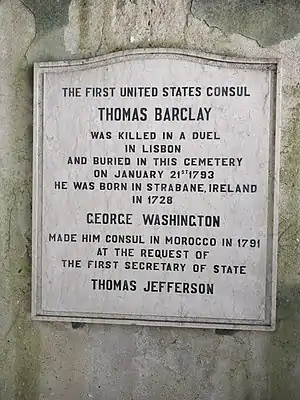 THE FIRST UNITED STATES CONSUL
THOMAS BARCLAY
WAS KILLED IN A DUEL
IN LISBON
AND BURIED IN THIS CEMETERY
ON JANUARY 21ST 1793
HE WAS BORN IN STRABANE, IRELAND
IN 1728
GEORGE WASHINGTON
MADE HIM CONSUL IN MOROCCO IN 1791
AT THE REQUEST OF
THE FIRST SECRETARY OF STATE
THOMAS JEFFERSON